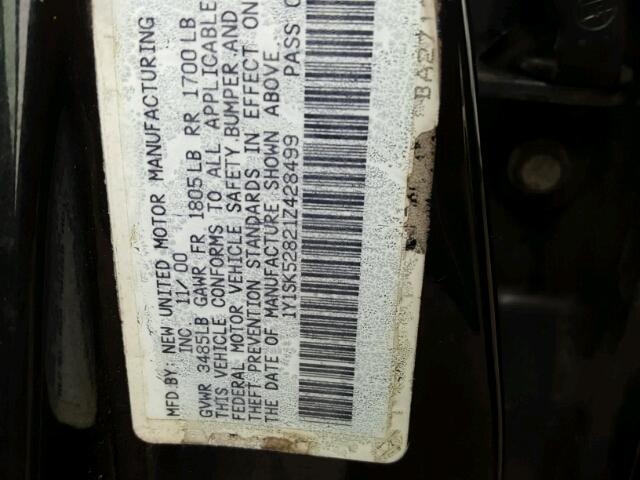 MFD.BY: NEW UNITED MOTOR MANUFACTURING
INC. 11/00
GVWR 3485LB GAWR FR 1805LB RR 1700LB
THIS VEHICLE CONFORMS TO ALL APPLICABLE
FEDERAL MOTOR VEHICLE SAFETY,BUMPER,AND
THEFT PREVENTION STANDARDS IN EFFECT ON
THE DATE OF MANUFACTURE SHOWN ABOVE.
1Y1SK52821Z428499 PASS
BA271